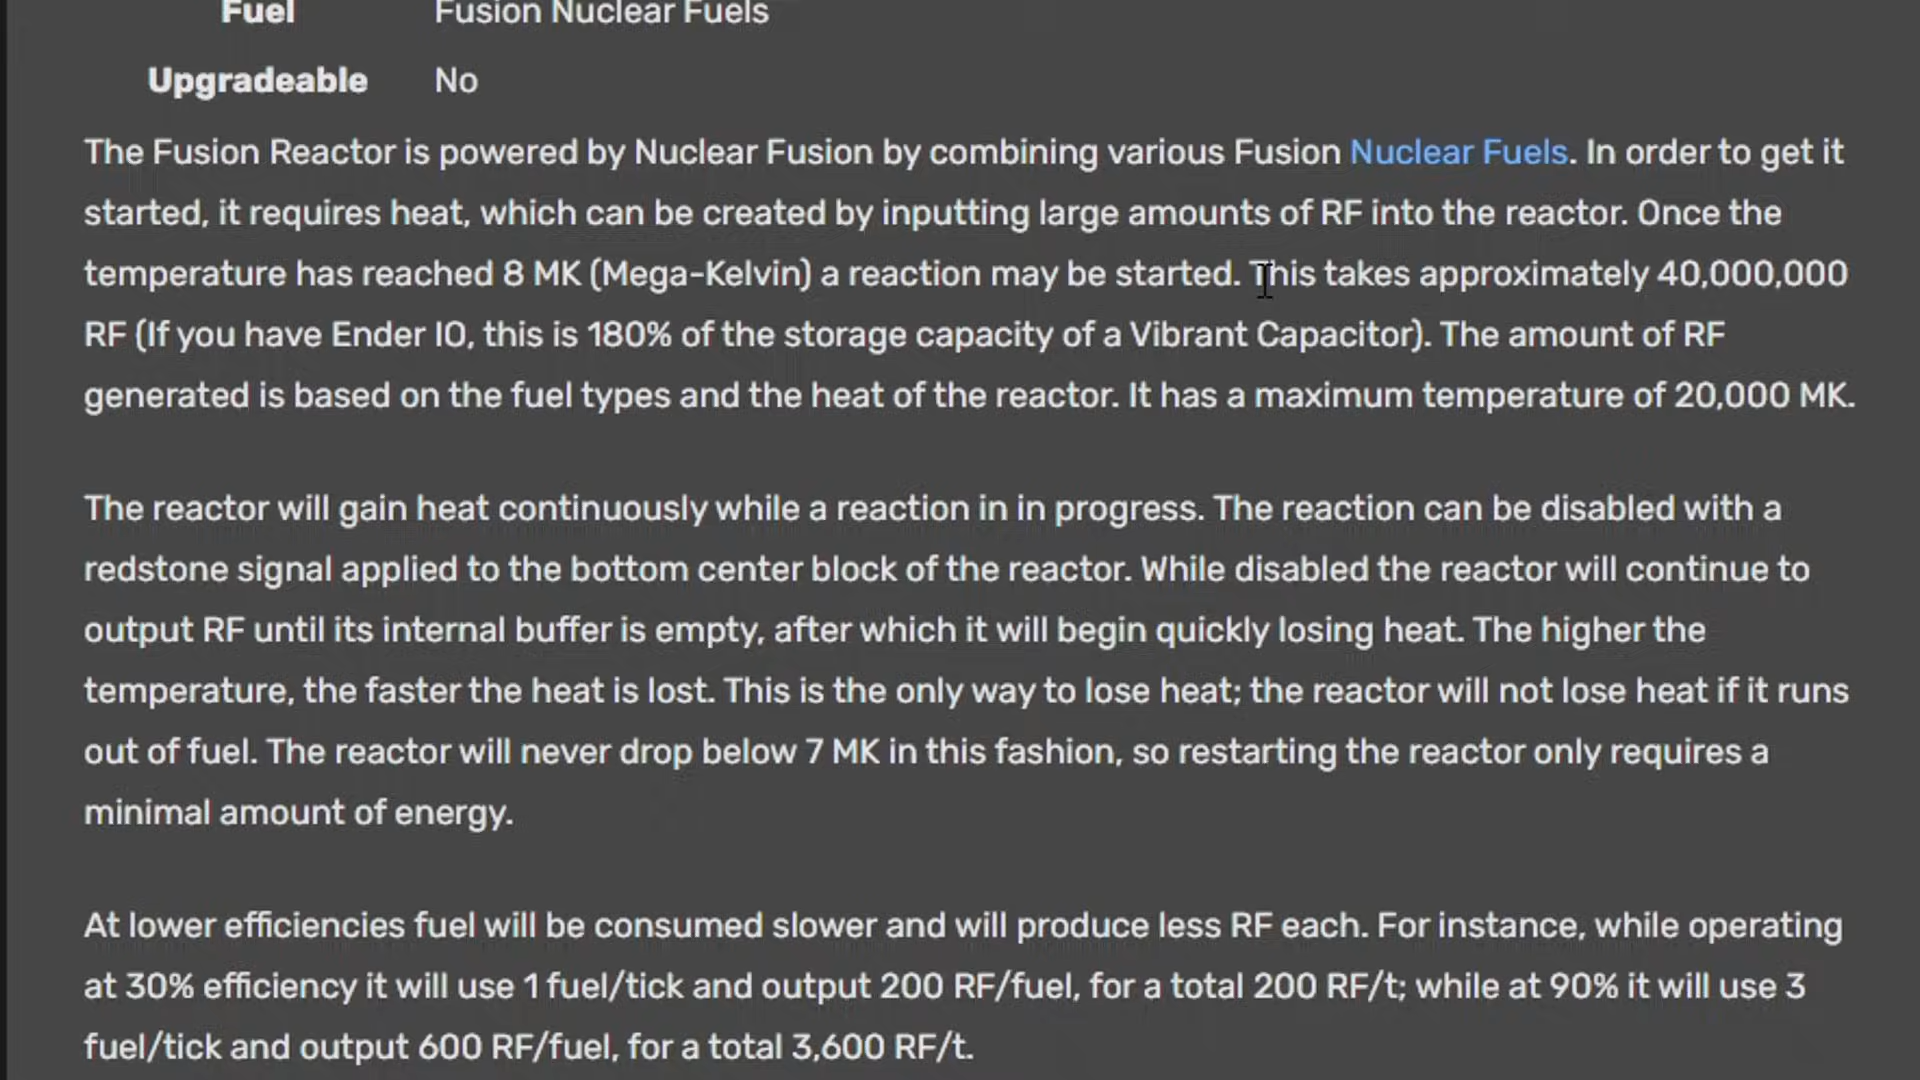 Fuel Fusion Nuclear Fuels
Upgradeable No
The Fusion Reactor is powered by Nuclear Fusion by combining various Fusion Nuclear Fuels. In order to get it
started, it requires heat, which can be created by inputting large amounts of RF into the reactor. Once the
temperature has reached 8 MK (Mega-Kelvin) a reaction may be started. This takes approximately 40,000,000
RF (If you have Ender IO, this is 180% of the storage capacity of a Vibrant Capacitor). The amount of RF
generated is based on the fuel types and the heat of the reactor. It has a maximum temperature of 20,000 MK.
The reactor will gain heat continuously while a reaction in in progress. The reaction can be disabled with a
redstone signal applied to the bottom center block of the reactor. While disabled the reactor will continue to
output RF until its internal buffer is empty, after which it will begin quickly losing heat. The higher the
temperature, the faster the heat is lost. This is the only way to lose heat; the reactor will not lose heat if it runs
out of fuel. The reactor will never drop below 7 MK in this fashion, so restarting the reactor only requires a
minimal amount of energy.
At lower efficiencies fuel will be consumed slower and will produce less RF each. For instance, while operating
at 30% efficiency it will use 1 fuel/tick and output 200 RF/fuel, for a total 200 RF/t; while at 90% it will use 3
fuel/tick and output 600 RF/fuel, for a total 3,600 RF/t.